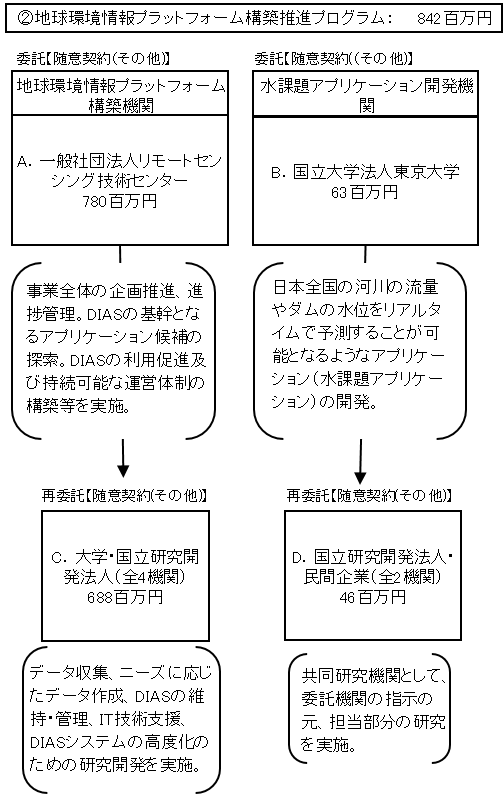 ②地球環境情報プラットフォーム構築推進プログラム： 842百万円
委託【随意契約(その他)】
地球環境情報プラットフォーム
構築機関
A．一般社団法人リモートセン
シング技術センター
780百万円
事業全体の企画推進、進
捗管理。DIASの基幹と
なるアプリケーション候補の
探索。DIASの利用促進及
び持続可能な運営体制の
構築等を実施。
再委託【随意契約(その他)】
C．大学・国立研究開
発法人(全4機関)
688百万円
データ収集、ニーズに応じ
たデータ作成、DIASの維
持・管理、IT技術支援、
DIASシステムの高度化の
ための研究開発を実施。
委託【随意契約((その他)】
水課題アプリケーション開発機
関
B．国立大学法人東京大学
63百万円
日本全国の河川の流量
やダムの水位をリアルタ
イムで予測することが可
能となるようなアプリケー
ション(水課題アプリケー
ション)の開発。
再委託【随意契約(その他)】
D．国立研究開発法人・
民間企業(全2機関)
46百万円
共同研究機関として、
委託機関の指示の
元、担当部分の研究
を実施。